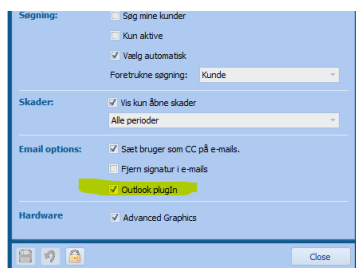 Søgning:
Søg mine kunder
Kun aktive
Vælg automatisk
Foretrukne søgning: Kunde
Skader:
Vis kun åbne skader
Alle perioder
Email options:
Sæt bruger som CC på e-mails.
Fjern signatur i e-mails
Outlook plugIn
Hardware
Advanced Graphics
Close